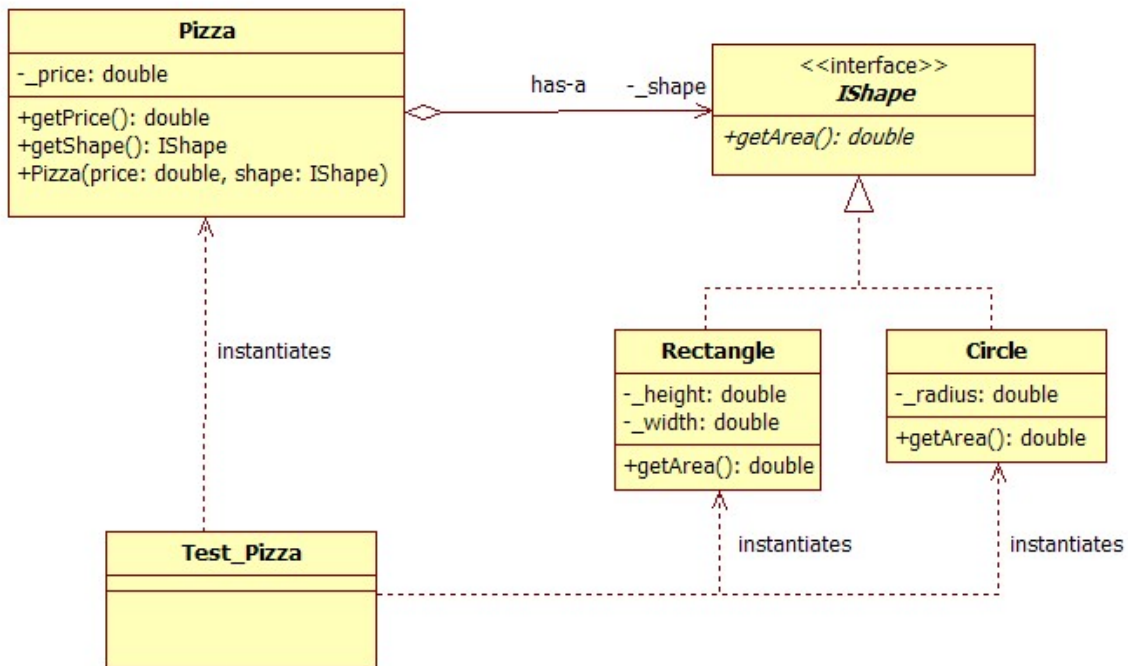 Pizza
-_price: double
+getPrice(): double
+getShape(): IShape
+Pizza(price: double, shape: IShape)
has-a
-_shape
<<interface>>
IShape
+getArea(): double
instantiates
Rectangle
-_height: double
-_width: double
+getArea(): double
Circle
-_radius: double
+getArea(): double
Test_Pizza
instantiates
instantiates